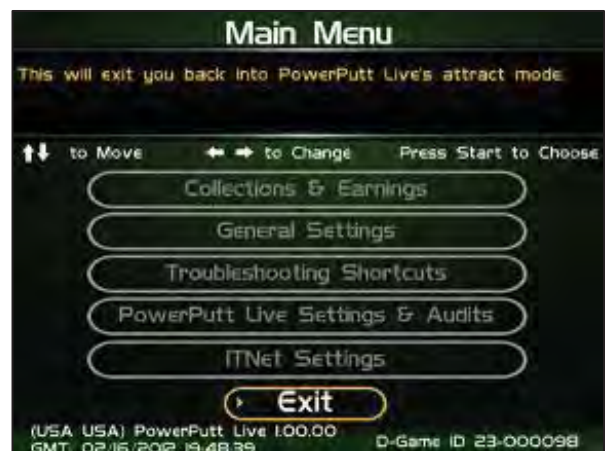 Main Menu
This will exit you back into PowerPutt Live's attract mode.
to Move to Change Press Start to Choose
Collections & Earnings
General Settings
Troubleshooting Shortcuts
PowerPutt Live Settings & Audits
ITNet Settings
Exit
(USA USA) PowerPutt Live 1.00.00
GMT: 02/16/2012 19:48:39
D-Game ID 23-000098